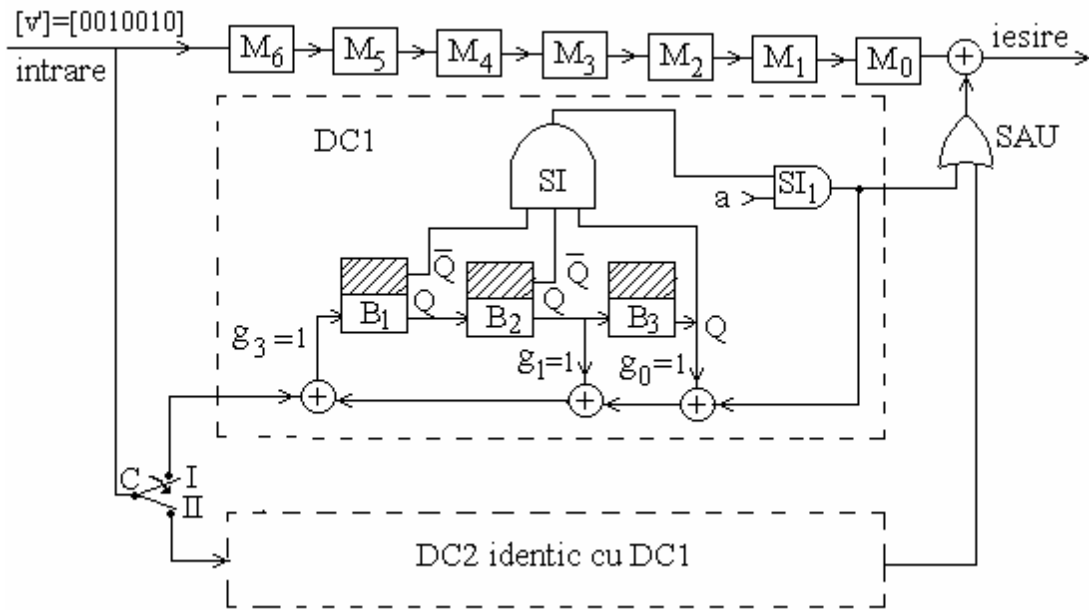 [v']=[0010010]
intrare
M₆ M₅ M₄ M₃ M₂ M₁ M₀ + iesire
DC1
SI
SI₁
SAU
a
Q̅ Q̅
Q Q Q
B₁ B₂ B₃
g₃=1
g₁=1 g₀=1
+ + +
C I
II
DC2 identic cu DC1